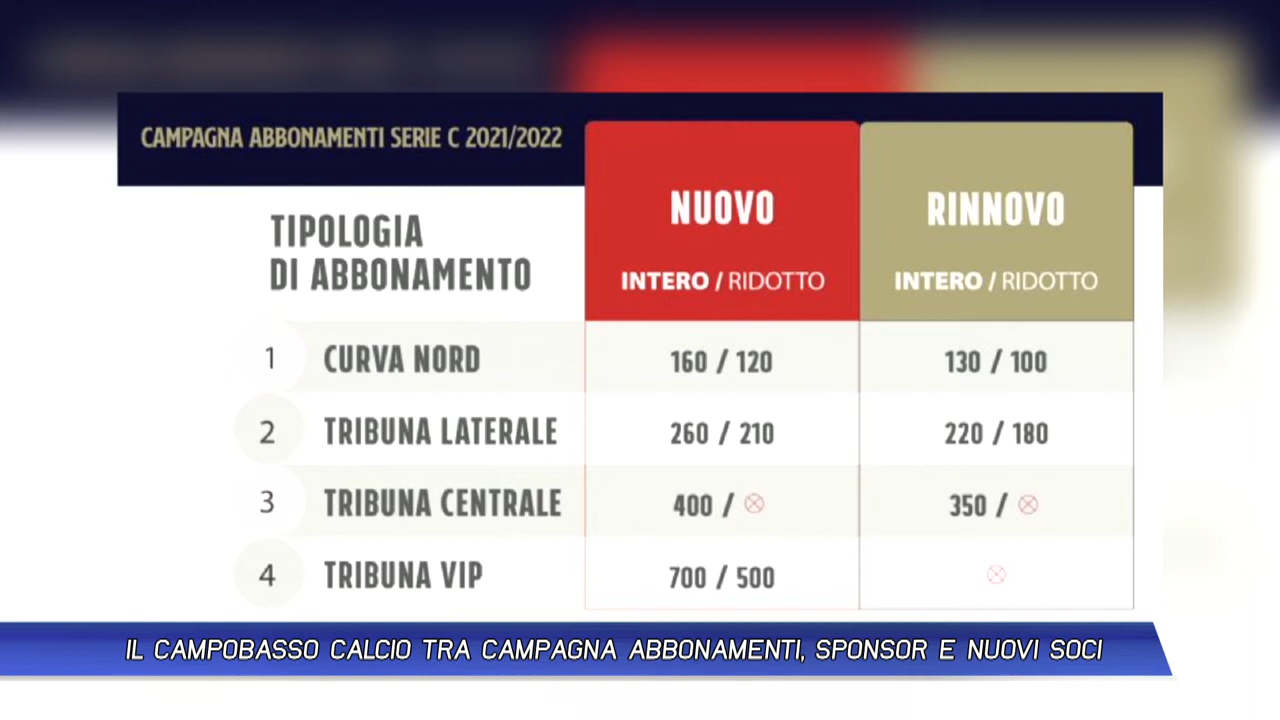 CAMPAGNA ABBONAMENTI SERIE C 2021/2022
TIPOLOGIA
DI ABBONAMENTO
NUOVO
INTERO / RIDOTTO
RINNOVO
INTERO / RIDOTTO
1 CURVA NORD 160 / 120 130 / 100
2 TRIBUNA LATERALE 260 / 210 220 / 180
3 TRIBUNA CENTRALE 400 / 350 /
4 TRIBUNA VIP 700 / 500
IL CAMPOBASSO CALCIO TRA CAMPAGNA ABBONAMENTI, SPONSOR E NUOVI SOCI